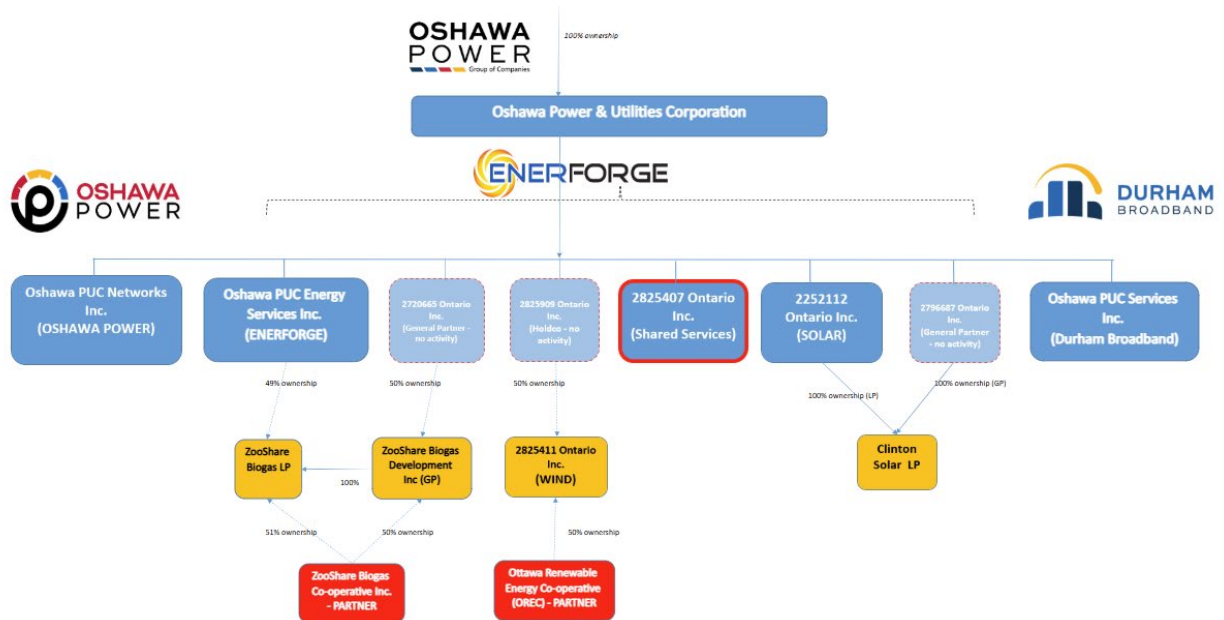 OSHAWA
POWER
Group of Companies
100% ownership
Oshawa Power & Utilities Corporation
ENERFORGE
OSHAWA
POWER
DURHAM
BROADBAND
Oshawa PUC Networks
Inc.
(OSHAWA POWER)
Oshawa PUC Energy
Services Inc.
(ENERFORGE)
2720665 Ontario
Inc.
(General Partner -
no activity)
2825909 Ontario
Inc.
(Holdco - no
activity)
2825407 Ontario
Inc.
(Shared Services)
2252112
Ontario Inc.
(SOLAR)
2796687 Ontario
Inc.
(General Partner
- no activity)
Oshawa PUC Services
Inc.
(Durham Broadband)
49% ownership
50% ownership
50% ownership
100% ownership (LP)
100% ownership (GP)
ZooShare
Biogas LP
100%
ZooShare Biogas
Development
Inc (GP)
2825411 Ontario
Inc.
(WIND)
Clinton
Solar LP
51% ownership
50% ownership
50% ownership
ZooShare Biogas
Co-operative Inc.
- PARTNER
Ottawa Renewable
Energy Co-operative
(OREC) - PARTNER